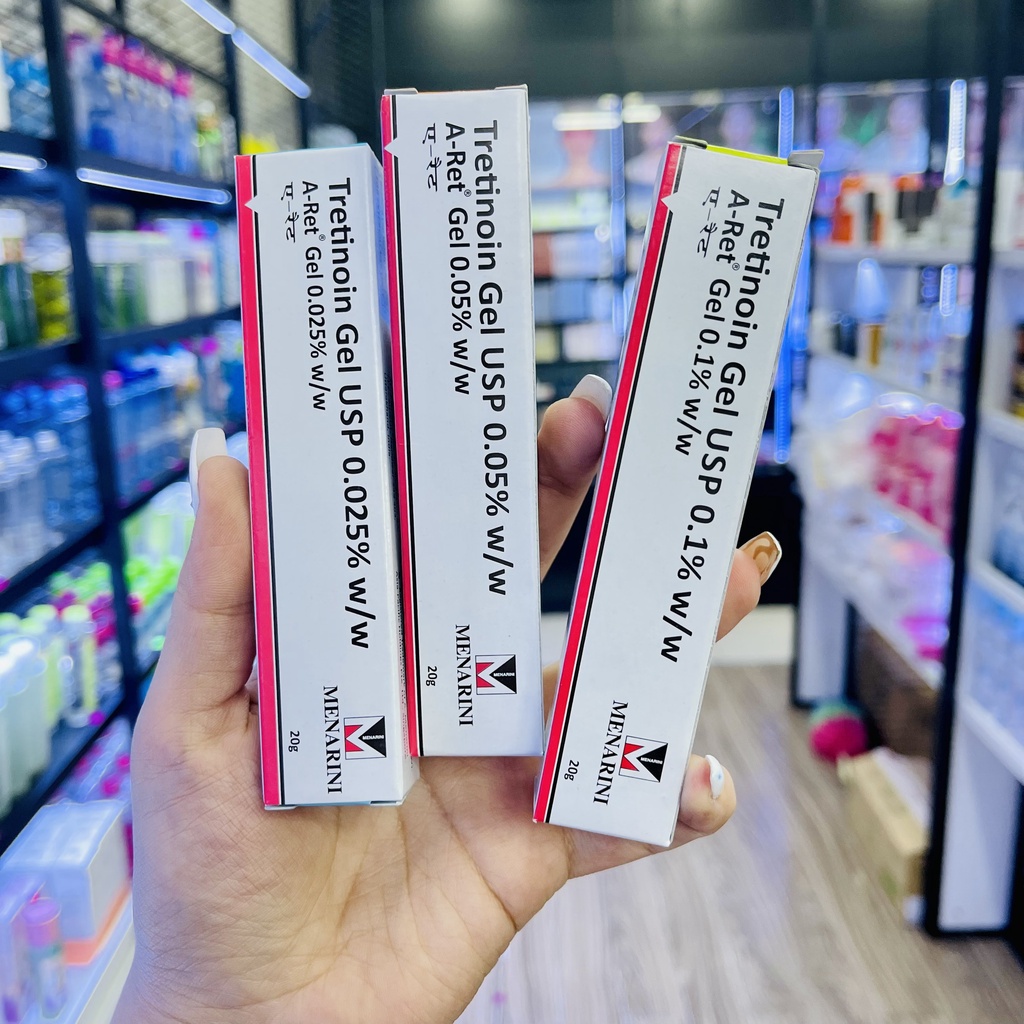 Tretinoin Gel USP 0.025% w/w
A-Ret® Gel 0.025% w/w
ए-रेट
MENARINI
MENARINI
20g
Tretinoin Gel USP 0.05% w/w
A-Ret® Gel 0.05% w/w
ए-रेट
MENARINI
MENARINI
20g
Tretinoin Gel USP 0.1% w/w
A-Ret® Gel 0.1% w/w
ए-रेट
MENARINI
MENARINI
20g